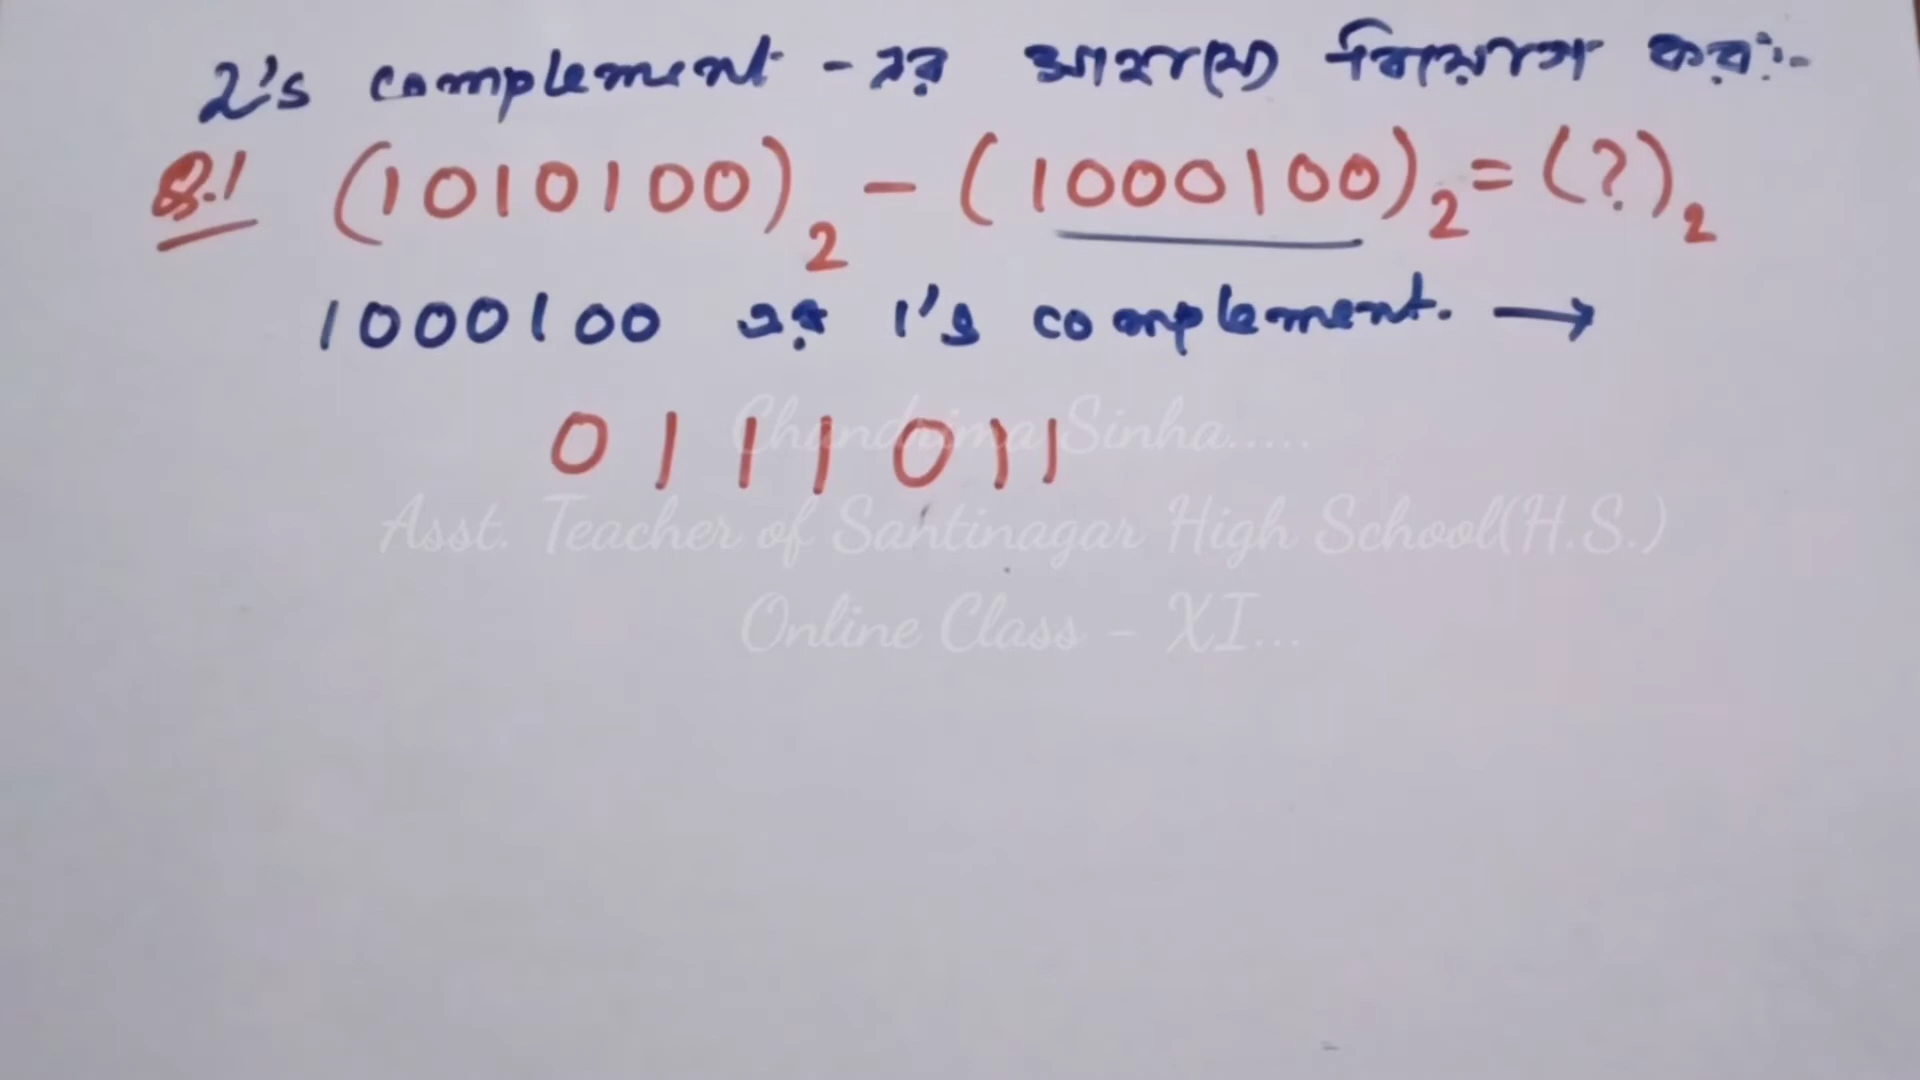 2's complement - এর সাহায্যে বিয়োগ কর:-
Q.1 (1010100)₂ - (1000100)₂ = (?)₂
1000100 এর 1's complement. →
0111011
Chandrima Sinha.....
Asst. Teacher of Santinagar High School(H.S.)
Online Class - XI...